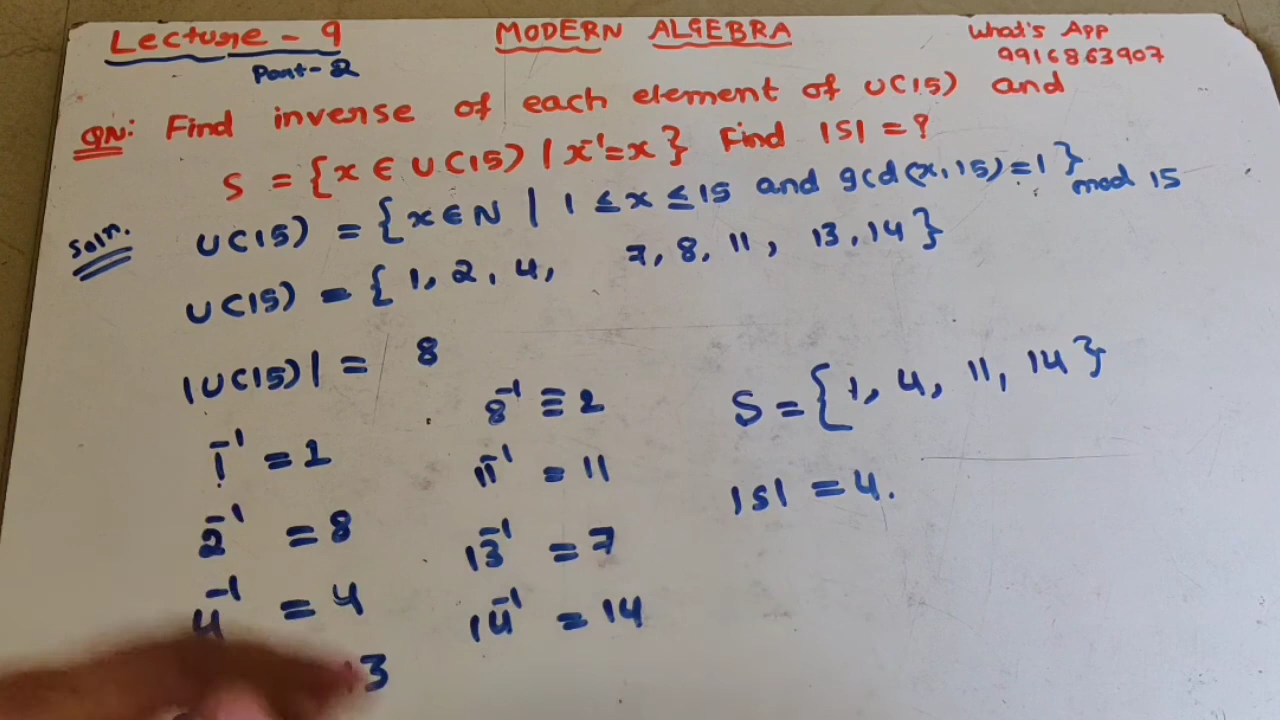 Lecture - 9
Part-2
MODERN ALGEBRA
What's App
9916863907
QN: Find inverse of each element of U(15) and
S = {x ∈ U(15) | x⁻¹=x} Find |S| = ?
Soln. U(15) = {x ∈ N | 1 ≤ x ≤ 15 and gcd(x, 15) = 1} mod 15
U(15) = {1, 2, 4, 7, 8, 11, 13, 14}
|U(15)| = 8
1⁻¹ = 1
2⁻¹ = 8
4⁻¹ = 4
13
8⁻¹ ≡ 2
11⁻¹ = 11
13⁻¹ = 7
14⁻¹ = 14
S = {1, 4, 11, 14}
|S| = 4.